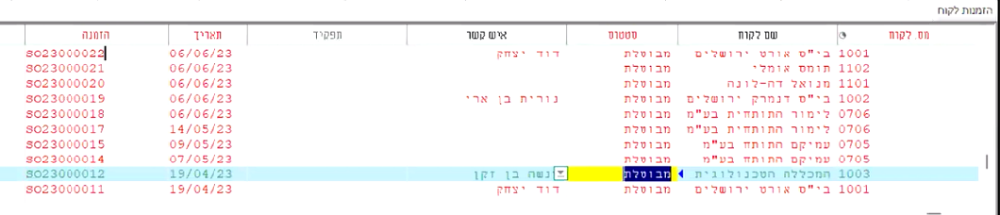 הזמנות לקוח
מס. לקוח שם לקוח סטטוס איש קשר תפקיד תאריך הזמנה
1001 בי"ס אורט ירושלים מבוטלת דוד יצחק 06/06/23 SO23000022
1102 תומס אומלי מבוטלת 06/06/23 SO23000021
1101 מנואל דה-לונה מבוטלת 06/06/23 SO23000020
1002 בי"ס דנמרק ירושלים מבוטלת נורית בן ארי 06/06/23 SO23000019
0706 לימור התותחית בע"מ מבוטלת 06/06/23 SO23000018
0706 לימור התותחית בע"מ מבוטלת 14/05/23 SO23000017
0705 עמיקם התותח בע"מ מבוטלת 09/05/23 SO23000015
0705 עמיקם התותח בע"מ מבוטלת 07/05/23 SO23000014
1003 המכללה הטכנולוגית מבוטלת בן זקן 19/04/23 SO23000012
1001 בי"ס אורט ירושלים מבוטלת דוד יצחק 19/04/23 SO23000011